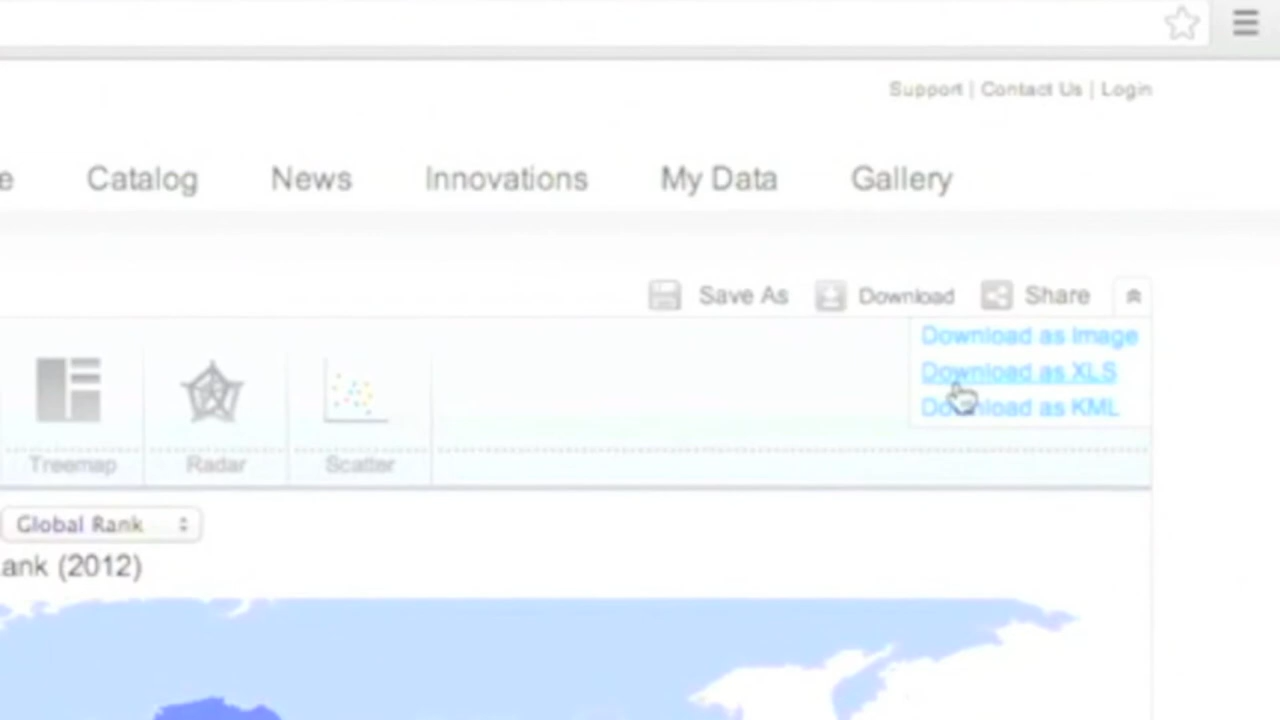 Support | Contact Us | Login
e Catalog News Innovations My Data Gallery
Save As Download Share
Download as Image
Download as XLS
Download as KML
Treemap Radar Scatter
Global Rank
ank (2012)